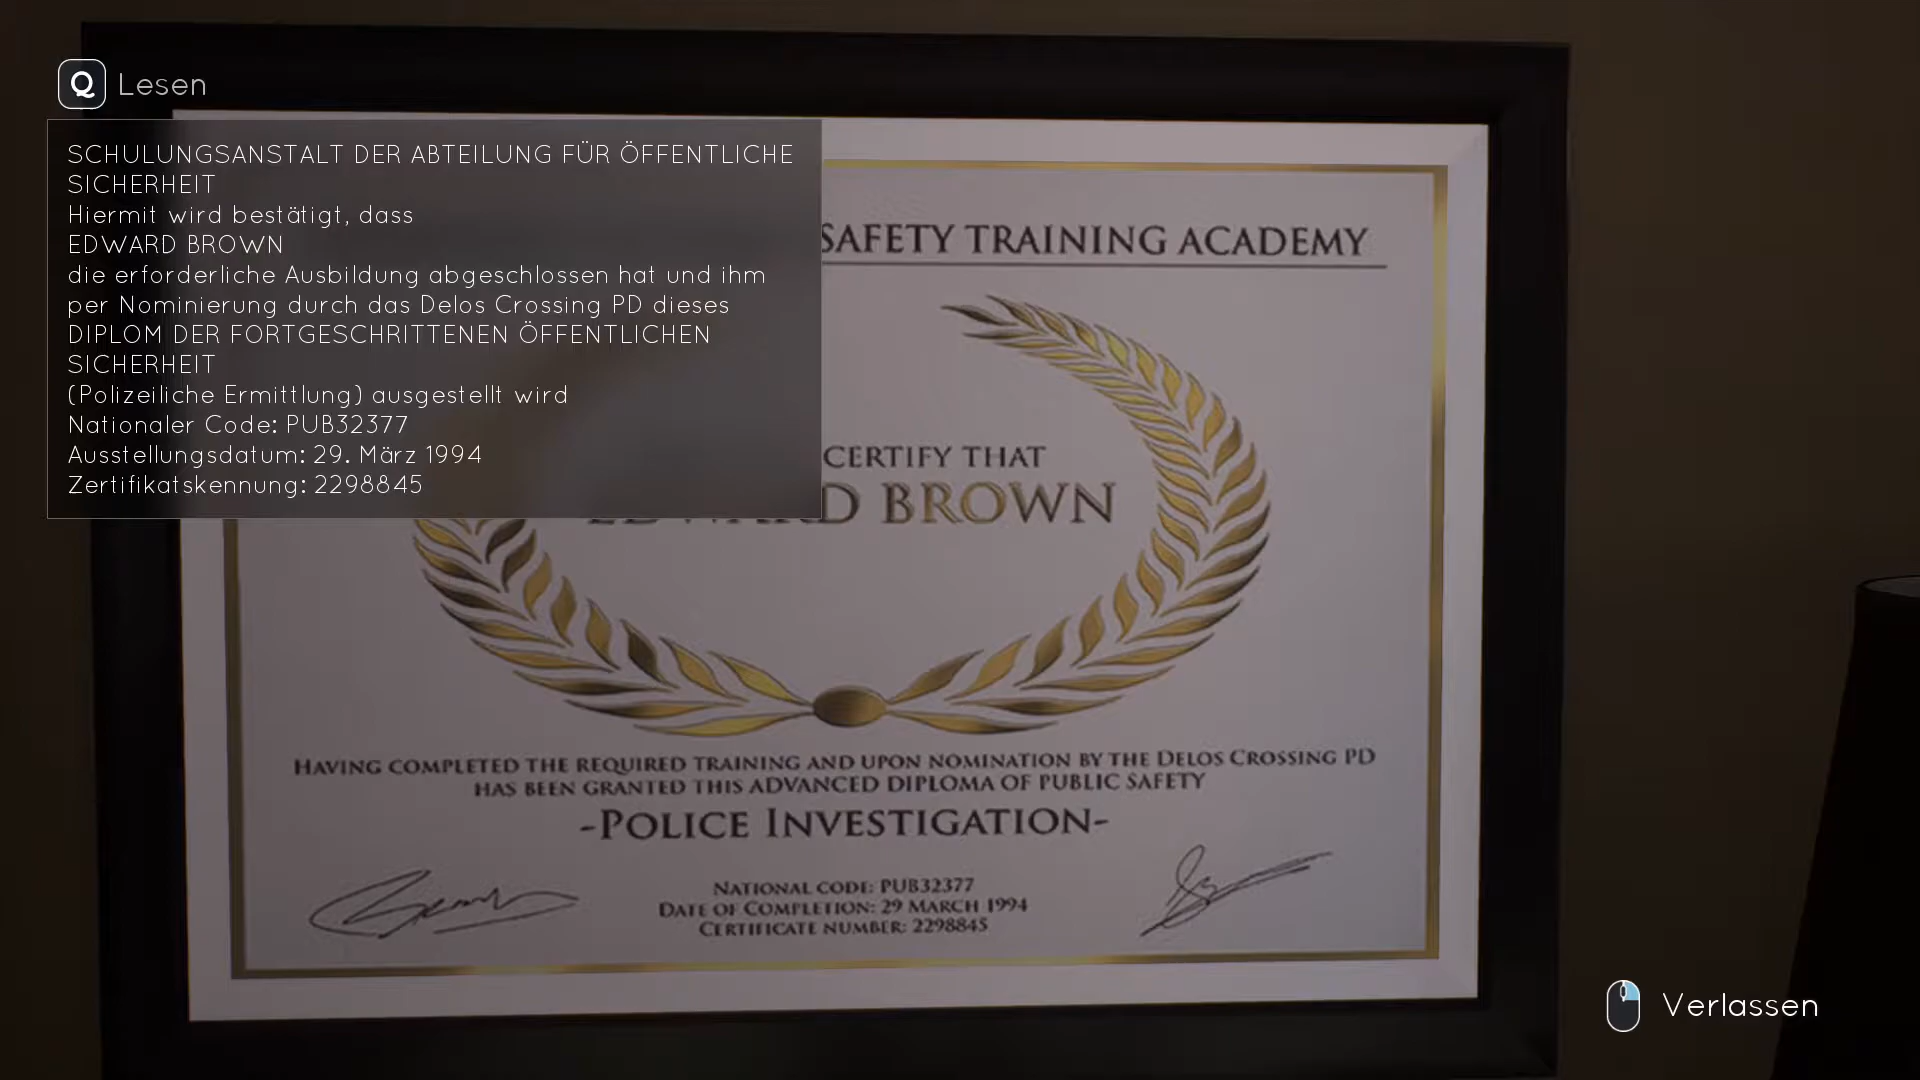 Q Lesen
SCHULUNGSANSTALT DER ABTEILUNG FÜR ÖFFENTLICHE
SICHERHEIT
Hiermit wird bestätigt, dass
EDWARD BROWN
die erforderliche Ausbildung abgeschlossen hat und ihm
per Nominierung durch das Delos Crossing PD dieses
DIPLOM DER FORTGESCHRITTENEN ÖFFENTLICHEN
SICHERHEIT
(Polizeiliche Ermittlung) ausgestellt wird
Nationaler Code: PUB32377
Ausstellungsdatum: 29. März 1994
Zertifikatskennung: 2298845
SAFETY TRAINING ACADEMY
CERTIFY THAT
EDWARD BROWN
HAVING COMPLETED THE REQUIRED TRAINING AND UPON NOMINATION BY THE DELOS CROSSING PD
HAS BEEN GRANTED THIS ADVANCED DIPLOMA OF PUBLIC SAFETY
-POLICE INVESTIGATION-
NATIONAL CODE: PUB32377
DATE OF COMPLETION: 29 MARCH 1994
CERTIFICATE NUMBER: 2298845
Verlassen